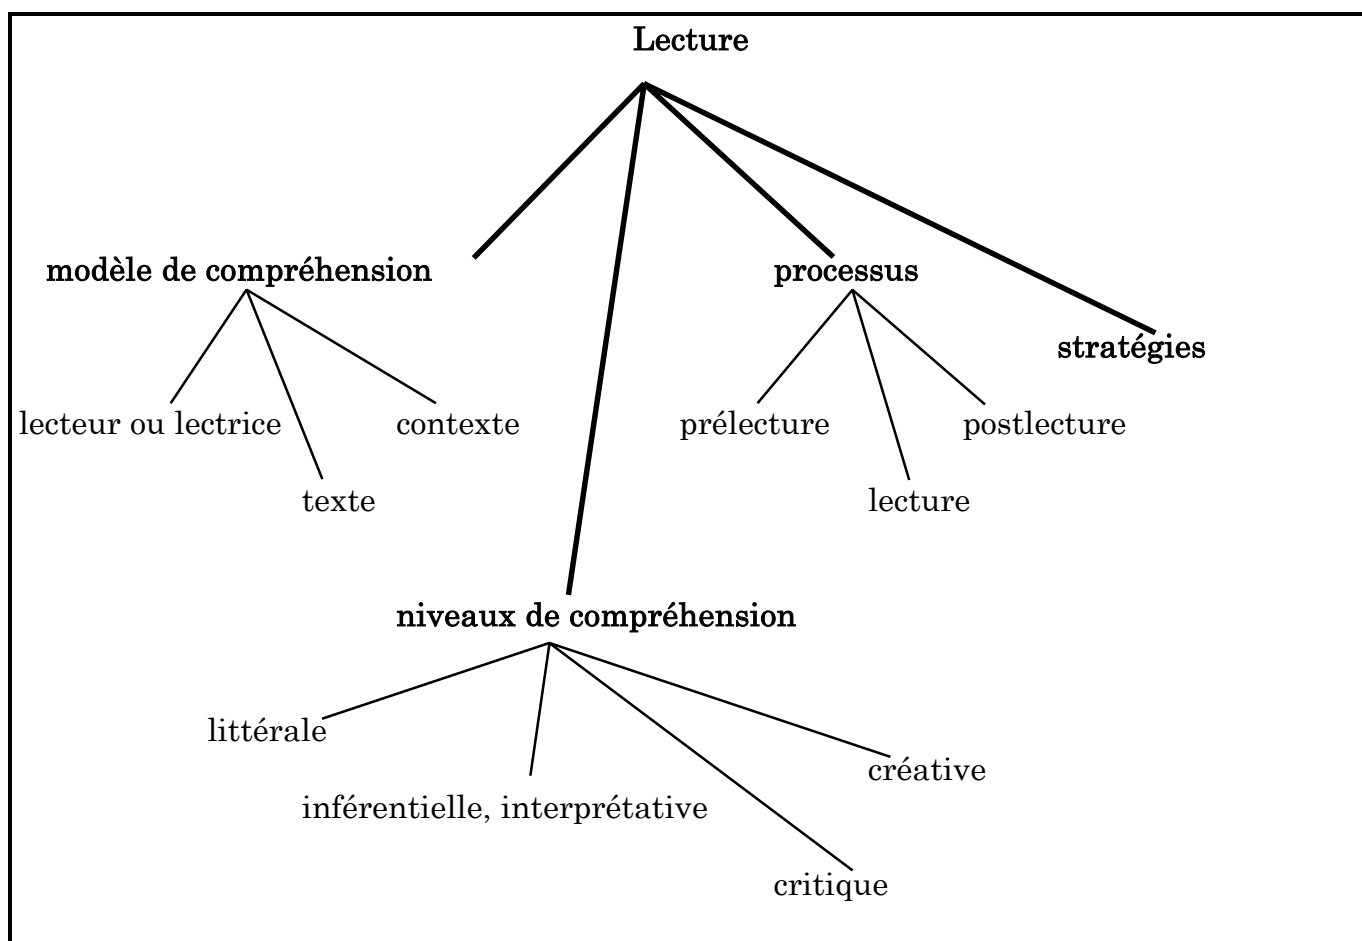 Lecture
modèle de compréhension
processus
stratégies
lecteur ou lectrice
contexte
prélecture
postlecture
texte
lecture
niveaux de compréhension
littérale
créative
inférentielle, interprétative
critique